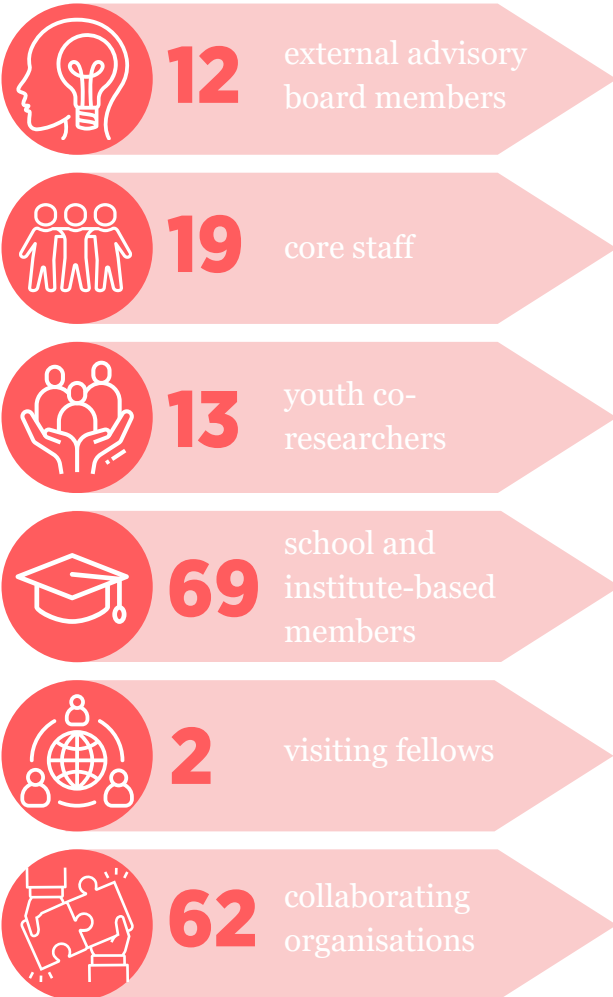 12
external advisory
board members
19
core staff
13
youth co-
researchers
69
school and
institute-based
members
2
visiting fellows
62
collaborating
organisations